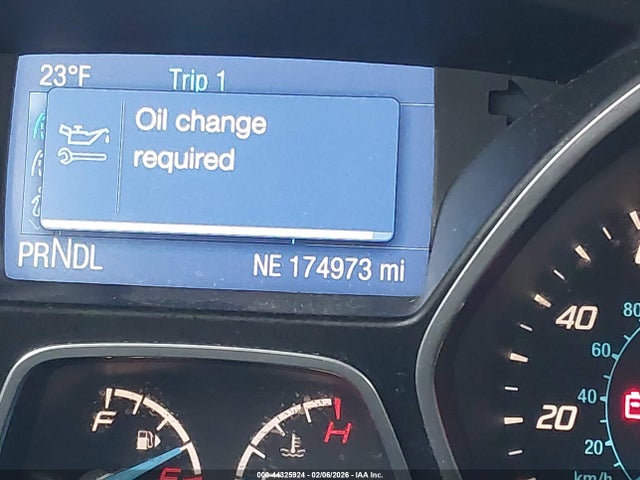 23°F Trip 1
Oil change
required
PRNDL NE 174973 mi
F
H
E
40
80
60
40
20
20
km/h
000-44325924 | 02/06/2026 - © IAA Inc.